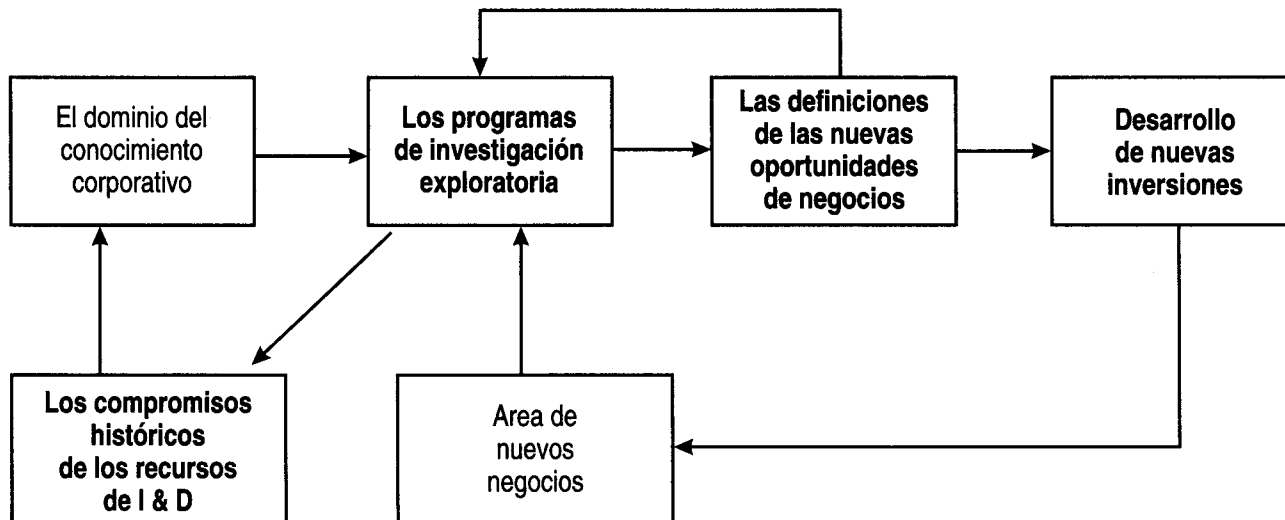 El dominio del
conocimiento
corporativo
Los programas
de investigación
exploratoria
Las definiciones
de las nuevas
oportunidades
de negocios
Desarrollo
de nuevas
inversiones
Los compromisos
históricos
de los recursos
de I & D
Area de
nuevos
negocios